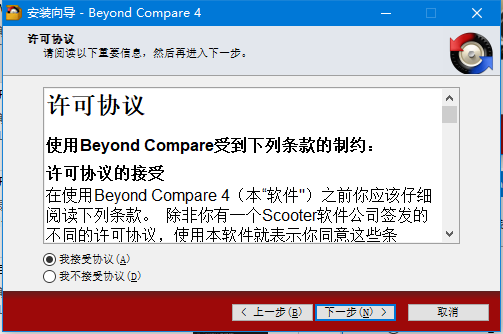 安装向导 - Beyond Compare 4
许可协议
请阅读以下重要信息，然后再进入下一步。
许可协议
使用Beyond Compare受到下列条款的制约：
许可协议的接受
在使用Beyond Compare 4（本“软件”）之前你应该仔细
阅读下列条款。 除非你有一个Scooter软件公司签发的
不同的许可协议，使用本软件就表示你同意这些条
我接受协议(A)
我不接受协议(D)
< 上一步(B) 下一步(N) > 取消